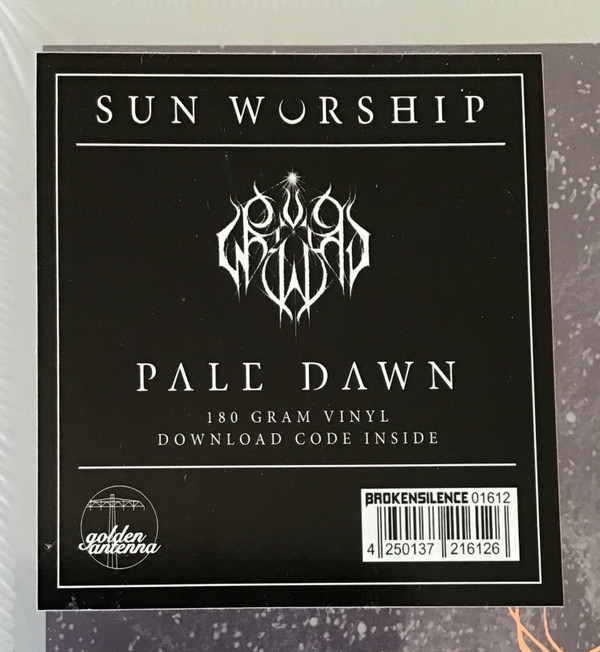 SUN WORSHIP
PALE DAWN
180 GRAM VINYL
DOWNLOAD CODE INSIDE
golden
antenna
BROKENSILENCE 01612
4 250137 216126